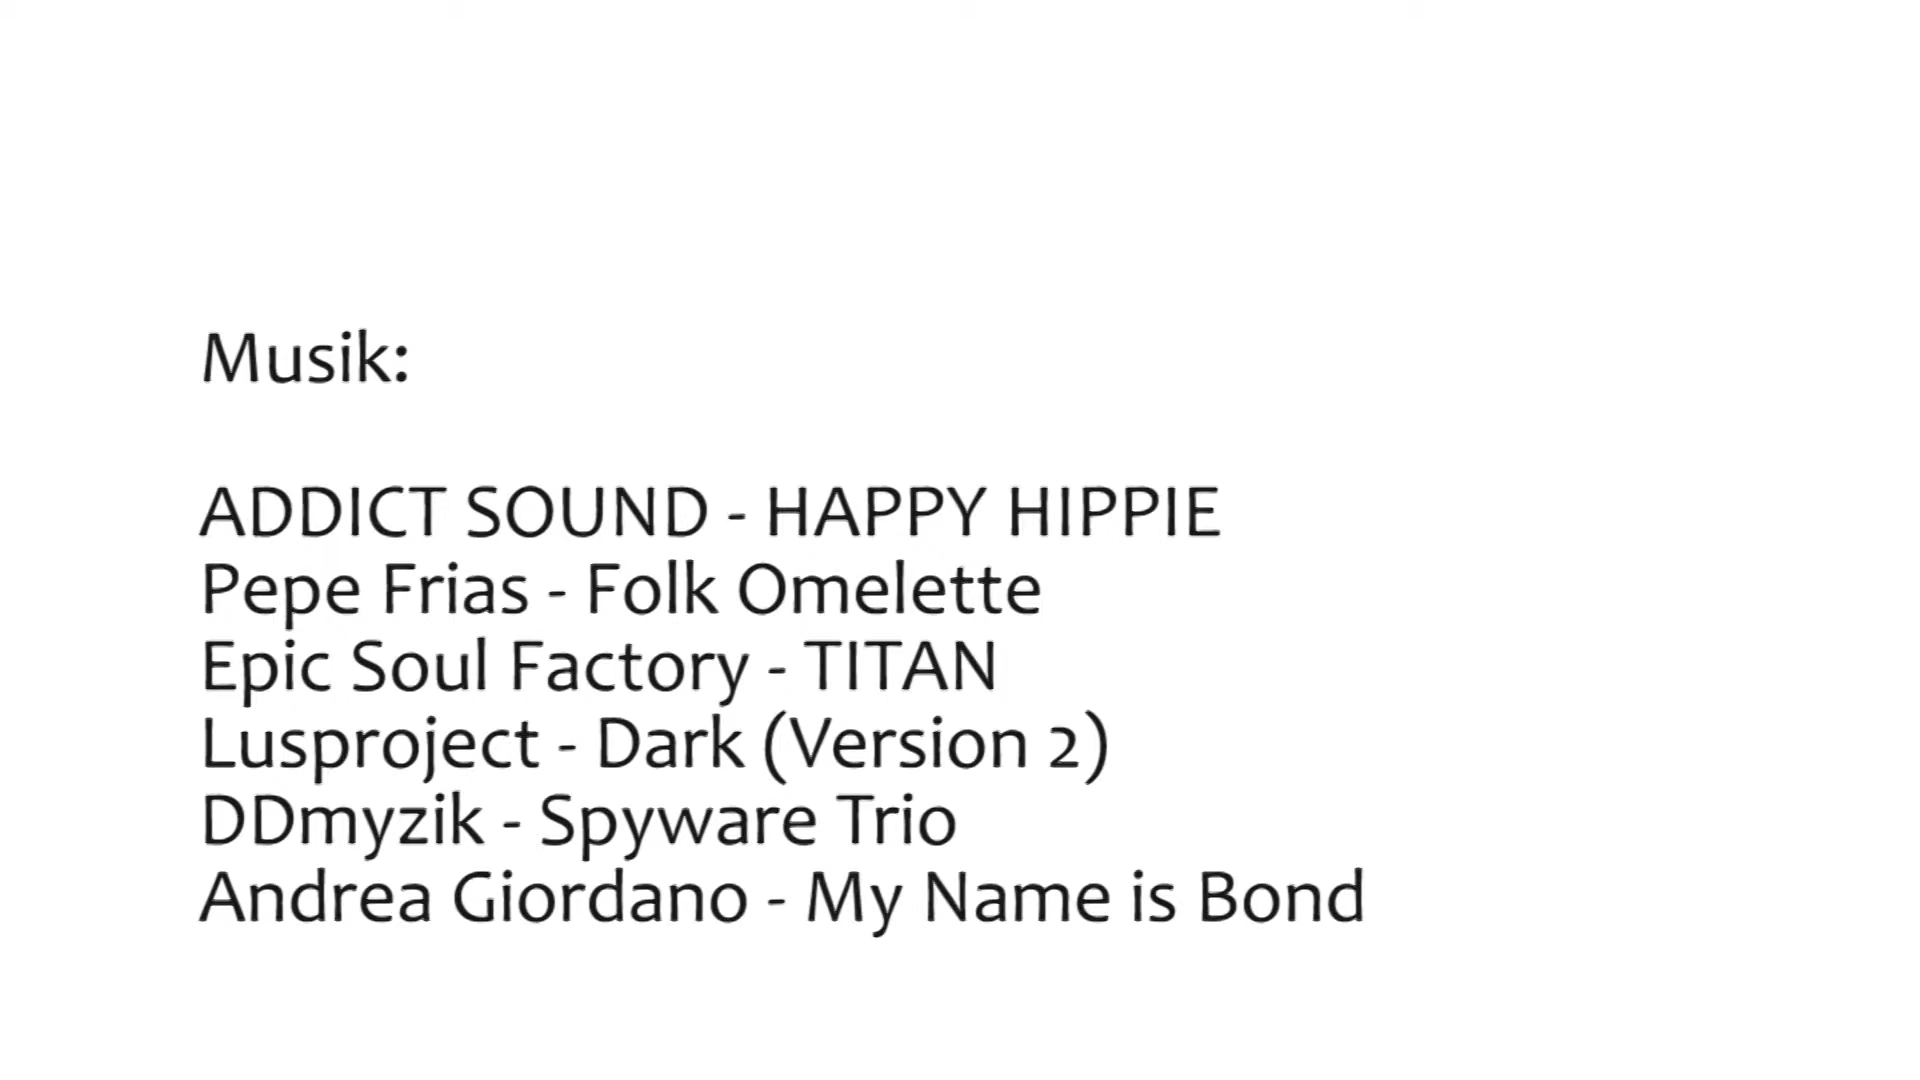 Musik:
ADDICT SOUND - HAPPY HIPPIE
Pepe Frias - Folk Omelette
Epic Soul Factory - TITAN
Lusproject - Dark (Version 2)
DDmyzik - Spyware Trio
Andrea Giordano - My Name is Bond